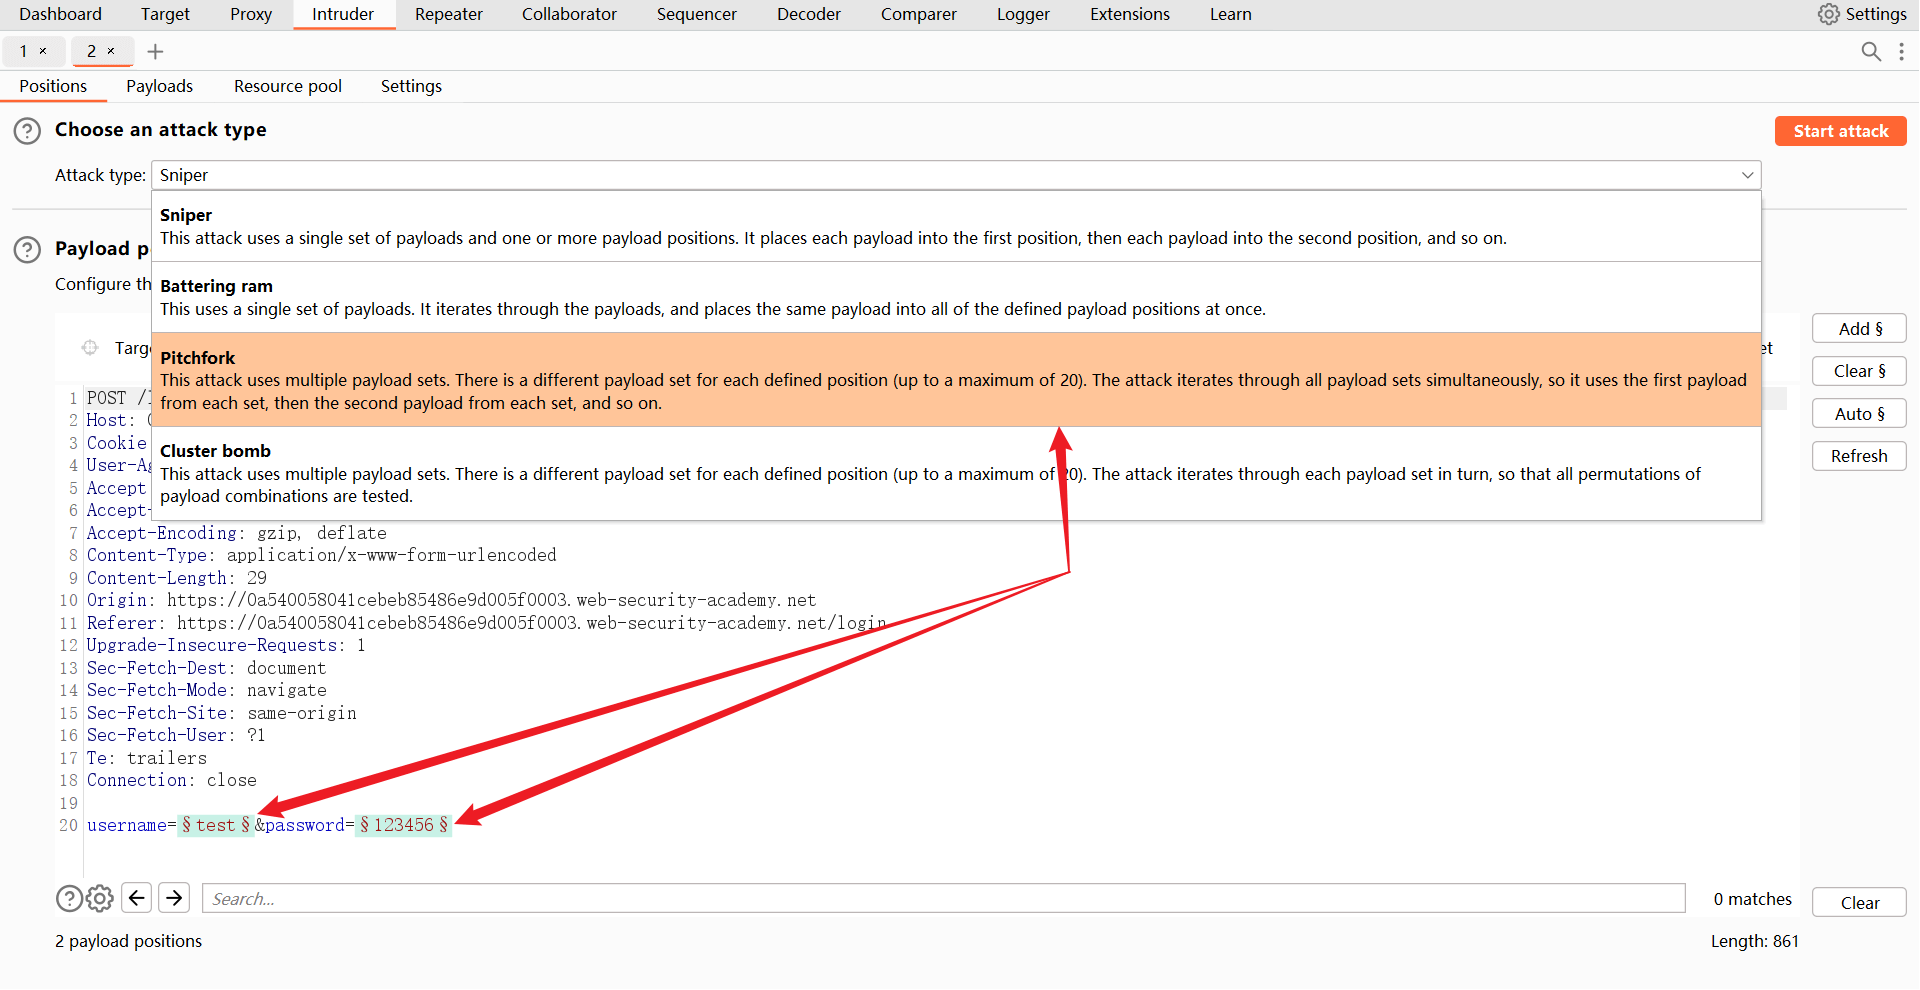 Dashboard Target Proxy Intruder Repeater Collaborator Sequencer Decoder Comparer Logger Extensions Learn Settings
1 × 2 × +
Positions Payloads Resource pool Settings
? Choose an attack type Start attack
Attack type: Sniper
Sniper
This attack uses a single set of payloads and one or more payload positions. It places each payload into the first position, then each payload into the second position, and so on.
? Payload p
Configure th
Battering ram
This uses a single set of payloads. It iterates through the payloads, and places the same payload into all of the defined payload positions at once.
Add §
Targ et
Pitchfork
This attack uses multiple payload sets. There is a different payload set for each defined position (up to a maximum of 20). The attack iterates through all payload sets simultaneously, so it uses the first payload
from each set, then the second payload from each set, and so on.
Clear §
Auto §
Cluster bomb
This attack uses multiple payload sets. There is a different payload set for each defined position (up to a maximum of 20). The attack iterates through each payload set in turn, so that all permutations of
payload combinations are tested.
Refresh
1 POST /
2 Host:
3 Cookie
4 User-Ag
5 Accept
6 Accept-
7 Accept-Encoding: gzip, deflate
8 Content-Type: application/x-www-form-urlencoded
9 Content-Length: 29
10 Origin: https://0a540058041cebeb85486e9d005f0003.web-security-academy.net
11 Referer: https://0a540058041cebeb85486e9d005f0003.web-security-academy.net/login
12 Upgrade-Insecure-Requests: 1
13 Sec-Fetch-Dest: document
14 Sec-Fetch-Mode: navigate
15 Sec-Fetch-Site: same-origin
16 Sec-Fetch-User: ?1
17 Te: trailers
18 Connection: close
19
20 username=§test§&password=§123456§
? Search... 0 matches Clear
2 payload positions Length: 861